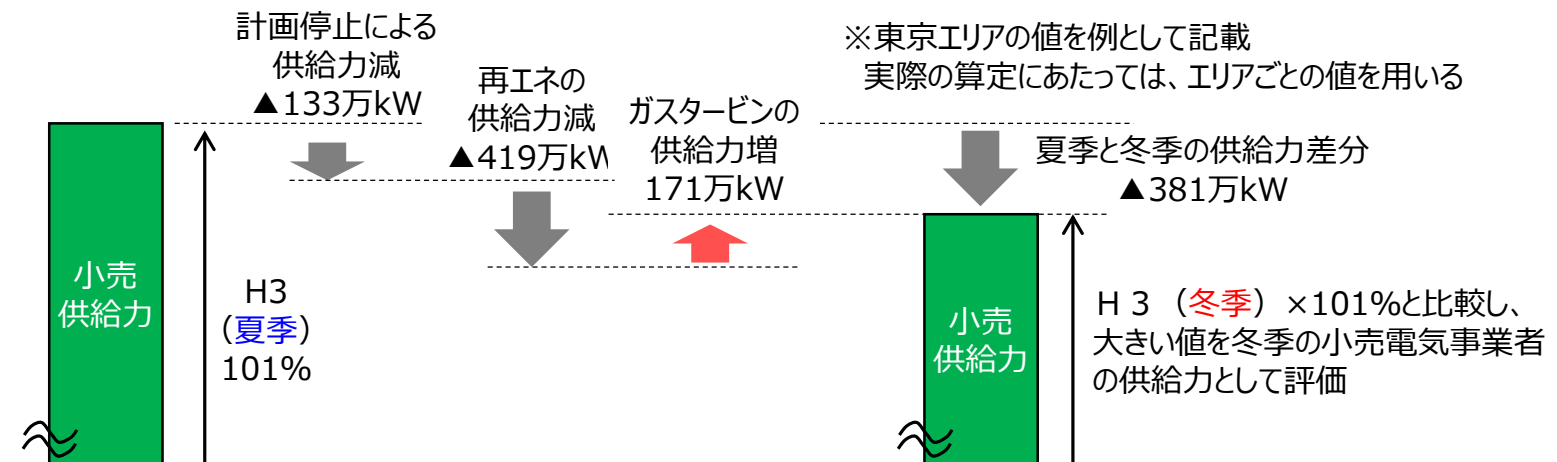 計画停止による
供給力減
▲133万kW
再エネの
供給力減
▲419万kW
ガスタービンの
供給力増
171万kW
※東京エリアの値を例として記載
実際の算定にあたっては、エリアごとの値を用いる
夏季と冬季の供給力差分
▲381万kW
小売
供給力
H3
（夏季）
101%
小売
供給力
H３（冬季）×101%と比較し、
大きい値を冬季の小売電気事業者
の供給力として評価